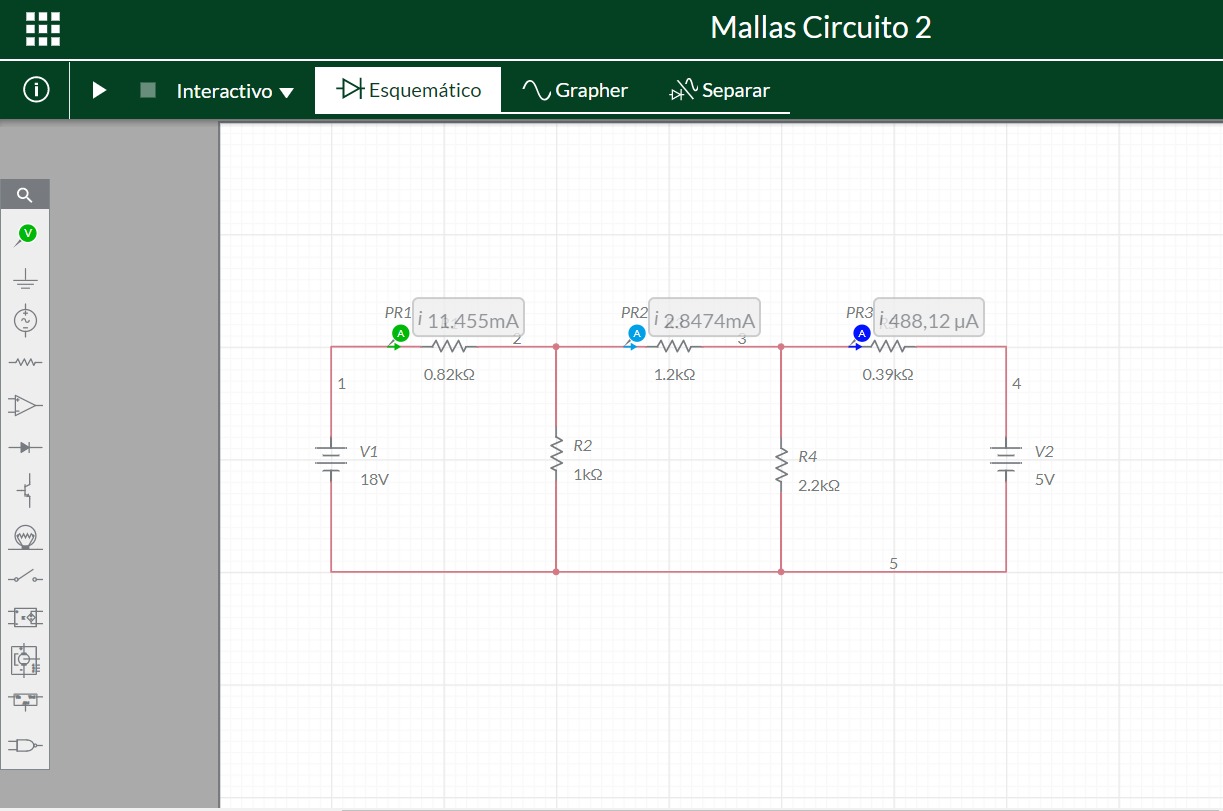 Mallas Circuito 2
i
Interactivo
Esquemático
Grapher
Separar
V
PR1
i 11.455mA
A
2
0.82kΩ
PR2
i 2.8474mA
A
3
1.2kΩ
PR3
i 488,12 µA
A
0.39kΩ
1
4
V1
18V
R2
1kΩ
R4
2.2kΩ
V2
5V
5